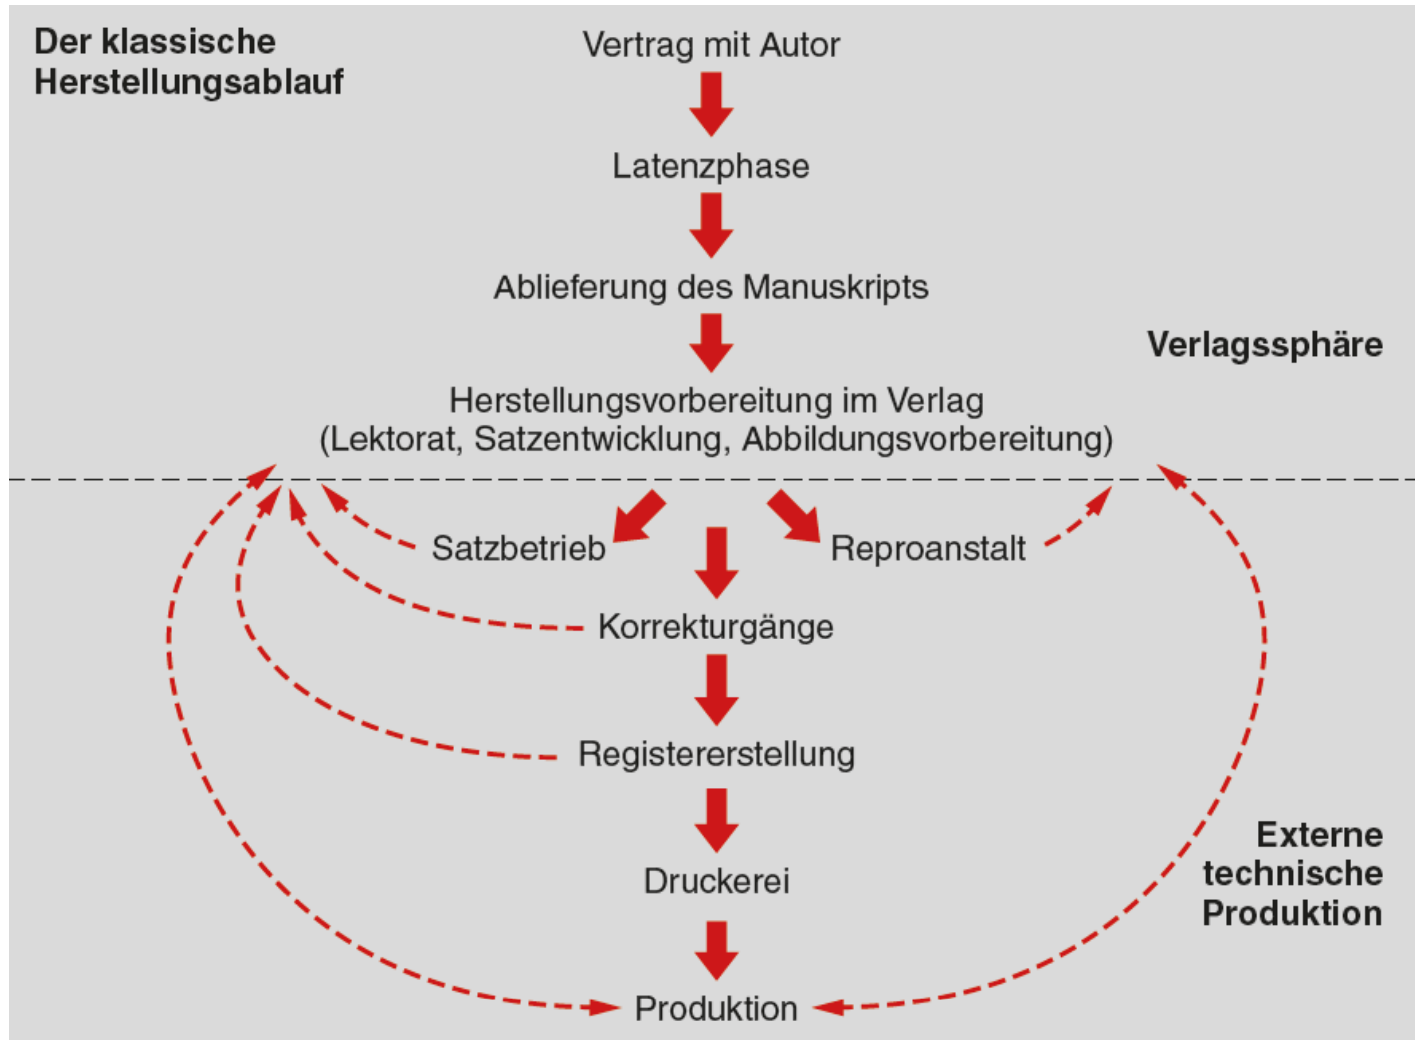 Der klassische
Herstellungsablauf
Vertrag mit Autor
Latenzphase
Ablieferung des Manuskripts
Verlagssphäre
Herstellungsvorbereitung im Verlag
(Lektorat, Satzentwicklung, Abbildungsvorbereitung)
Satzbetrieb
Reproanstalt
Korrekturgänge
Registererstellung
Externe
technische
Produktion
Druckerei
Produktion